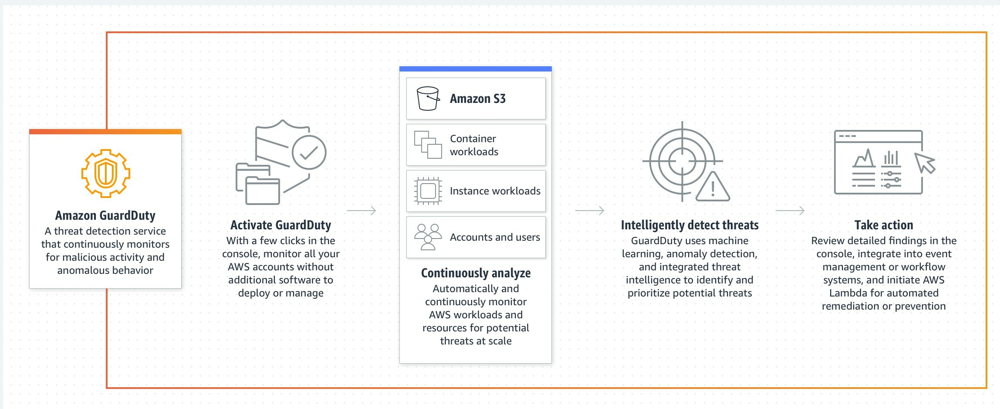 Amazon GuardDuty
A threat detection service
that continuously monitors
for malicious activity and
anomalous behavior
Activate GuardDuty
With a few clicks in the
console, monitor all your
AWS accounts without
additional software to
deploy or manage
Amazon S3
Container
workloads
Instance workloads
Accounts and users
Continuously analyze
Automatically and
continuously monitor
AWS workloads and
resources for potential
threats at scale
Intelligently detect threats
GuardDuty uses machine
learning, anomaly detection,
and integrated threat
intelligence to identify and
prioritize potential threats
Take action
Review detailed findings in the
console, integrate into event
management or workflow
systems, and initiate AWS
Lambda for automated
remediation or prevention